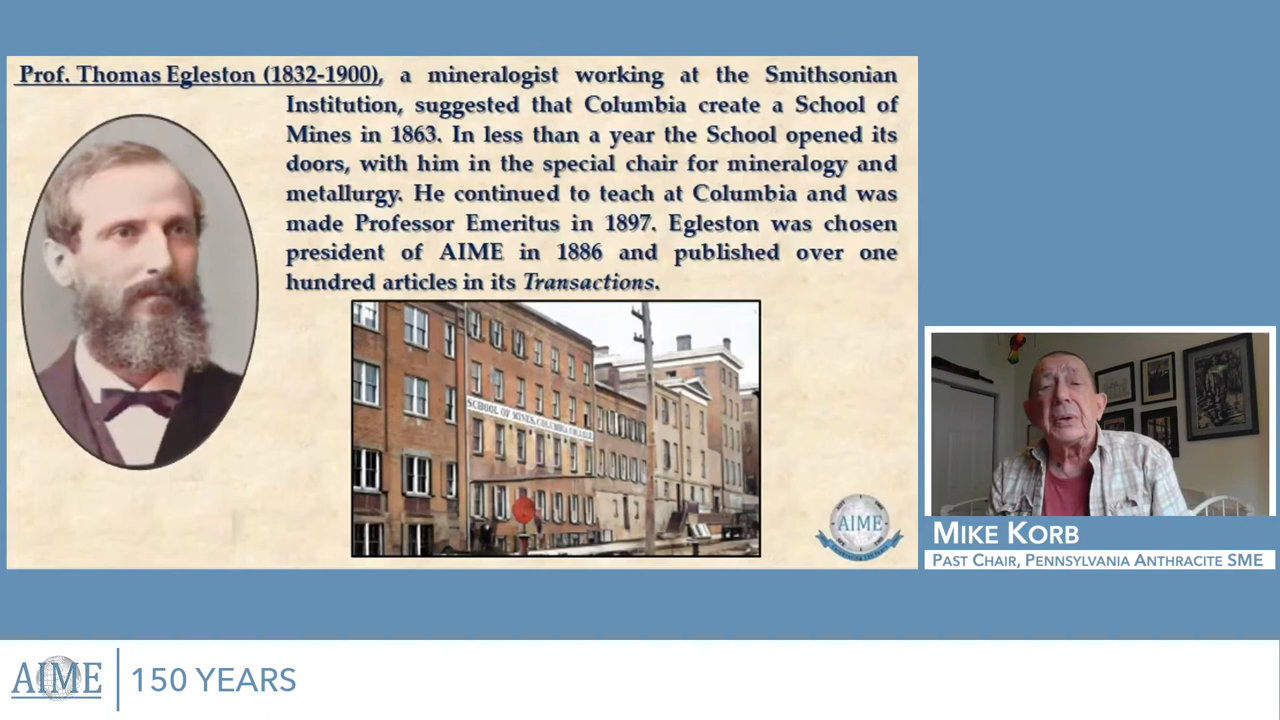 Prof. Thomas Egleston (1832-1900), a mineralogist working at the Smithsonian
Institution, suggested that Columbia create a School of
Mines in 1863. In less than a year the School opened its
doors, with him in the special chair for mineralogy and
metallurgy. He continued to teach at Columbia and was
made Professor Emeritus in 1897. Egleston was chosen
president of AIME in 1886 and published over one
hundred articles in its Transactions.
SCHOOL OF MINES, COLUMBIA COLLEGE
AIME
MIKE KORB
PAST CHAIR, PENNSYLVANIA ANTHRACITE SME
AIME
150 YEARS